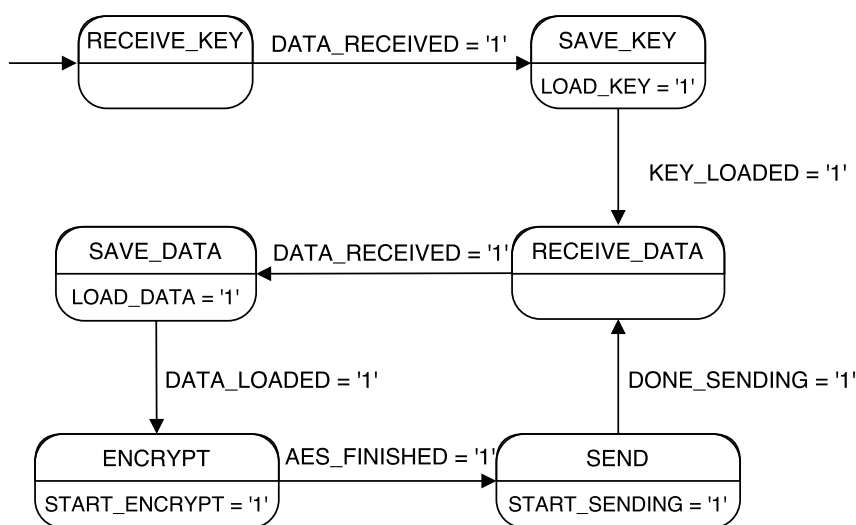 RECEIVE_KEY
DATA_RECEIVED = '1'
SAVE_KEY
LOAD_KEY = '1'
KEY_LOADED = '1'
SAVE_DATA
LOAD_DATA = '1'
DATA_RECEIVED = '1'
RECEIVE_DATA
DATA_LOADED = '1'
DONE_SENDING = '1'
ENCRYPT
START_ENCRYPT = '1'
AES_FINISHED = '1'
SEND
START_SENDING = '1'